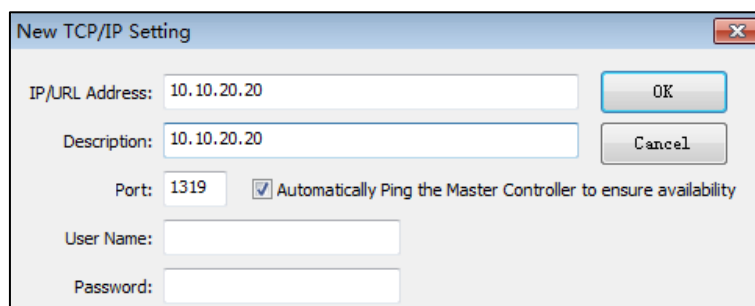 New TCP/IP Setting
IP/URL Address: 10.10.20.20 OK
Description: 10.10.20.20 Cancel
Port: 1319 Automatically Ping the Master Controller to ensure availability
User Name:
Password: